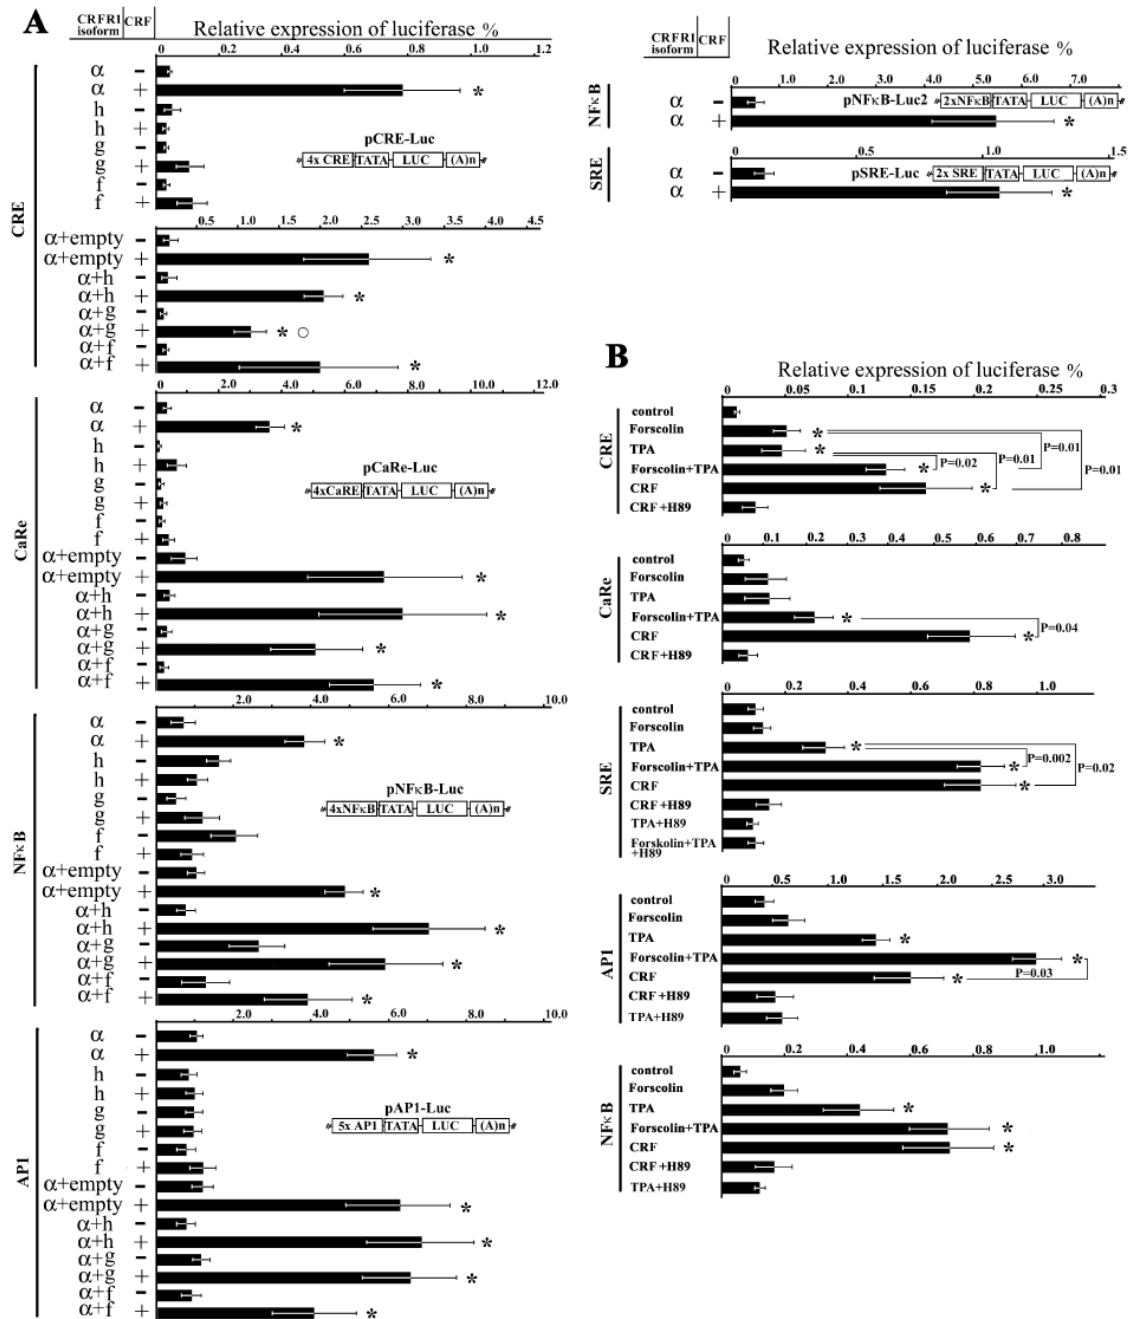 A
CRFR1 isoform CRF
Relative expression of luciferase %
0 0.2 0.4 0.6 0.8 1.0 1.2
CRE
α −
α + *
h −
h +
pCRE-Luc
g −
g +
4x CRE TATA LUC (A)n
f −
f +
0.5 1.0 1.5 2.0 2.5 3.0 3.5 4.0 4.5
α+empty −
α+empty + *
α+h −
α+h + *
α+g −
α+g + * ○
α+f −
α+f + *
0 2.0 4.0 6.0 8.0 10.0 12.0
CaRe
α −
α + *
h −
h +
pCaRe-Luc
g −
4xCaRE TATA LUC (A)n
g +
f −
f +
α+empty −
α+empty + *
α+h −
α+h + *
α+g −
α+g + *
α+f −
α+f + *
2.0 4.0 6.0 8.0 10.0
NFκB
α −
α + *
h −
h +
pNFκB-Luc
g −
4xNFκB TATA LUC (A)n
g +
f −
f +
α+empty −
α+empty + *
α+h −
α+h + *
α+g −
α+g + *
α+f −
α+f + *
2.0 4.0 6.0 8.0 10.0
AP1
α −
α + *
h −
h +
pAP1-Luc
g −
5x AP1 TATA LUC (A)n
g +
f −
f +
α+empty −
α+empty + *
α+h −
α+h + *
α+g −
α+g + *
α+f −
α+f + *
CRFR1 isoform CRF
Relative expression of luciferase %
0 1.0 2.0 3.0 4.0 5.0 6.0 7.0
NFκB
α − pNFκB-Luc2 2xNFκB TATA LUC (A)n
α + *
0 0.5 1.0 1.5
SRE
α − pSRE-Luc 2x SRE TATA LUC (A)n
α + *
B
Relative expression of luciferase %
0 0.05 0.1 0.15 0.2 0.25 0.3
CRE
control
Forscolin *
TPA *
P=0.01
P=0.01
P=0.02
P=0.01
Forscolin+TPA *
CRF *
CRF +H89
0 0.1 0.2 0.3 0.4 0.5 0.6 0.7 0.8
CaRe
control
Forscolin
TPA
Forscolin+TPA *
P=0.04
CRF *
CRF+H89
0 0.2 0.4 0.6 0.8 1.0
SRE
control
Forscolin
TPA *
P=0.002
P=0.02
Forscolin+TPA *
CRF *
CRF+H89
TPA+H89
Forskolin+TPA
+H89
0 0.5 1.0 1.5 2.0 2.5 3.0
AP1
control
Forscolin
TPA *
Forscolin+TPA *
P=0.03
CRF *
CRF +H89
TPA+H89
0 0.2 0.4 0.6 0.8 1.0
NFκB
control
Forscolin
TPA *
Forscolin+TPA *
CRF *
CRF +H89
TPA+H89